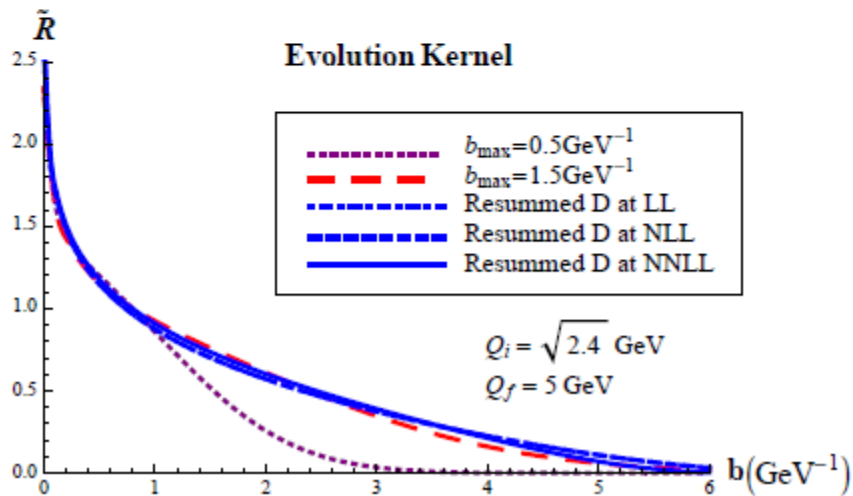 R̃
Evolution Kernel
2.5
2.0
1.5
1.0
0.5
0.0
b_max=0.5GeV⁻¹
b_max=1.5GeV⁻¹
Resummed D at LL
Resummed D at NLL
Resummed D at NNLL
Q_i = √2.4 GeV
Q_f = 5 GeV
0 1 2 3 4 5 6 b(GeV⁻¹)